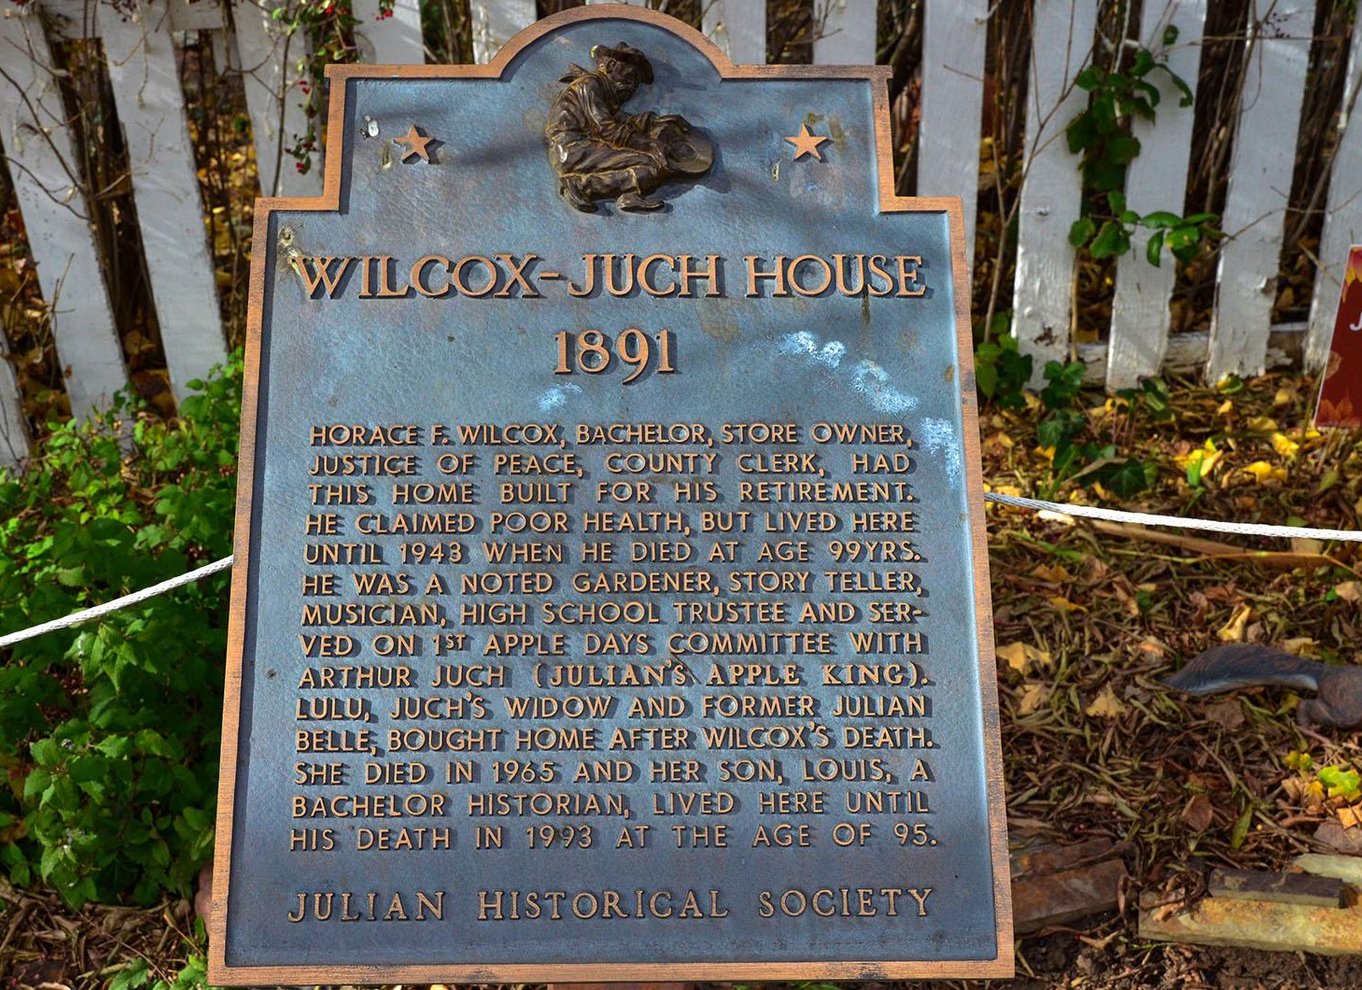 WILCOX-JUCH HOUSE
1891
HORACE F. WILCOX, BACHELOR, STORE OWNER,
JUSTICE OF PEACE, COUNTY CLERK, HAD
THIS HOME BUILT FOR HIS RETIREMENT.
HE CLAIMED POOR HEALTH, BUT LIVED HERE
UNTIL 1943 WHEN HE DIED AT AGE 99YRS.
HE WAS A NOTED GARDENER, STORY TELLER,
MUSICIAN, HIGH SCHOOL TRUSTEE AND SER-
VED ON 1ST APPLE DAYS COMMITTEE WITH
ARTHUR JUCH (JULIAN'S APPLE KING).
LULU, JUCH'S WIDOW AND FORMER JULIAN
BELLE, BOUGHT HOME AFTER WILCOX'S DEATH.
SHE DIED IN 1965 AND HER SON, LOUIS, A
BACHELOR HISTORIAN, LIVED HERE UNTIL
HIS DEATH IN 1993 AT THE AGE OF 95.
JULIAN HISTORICAL SOCIETY